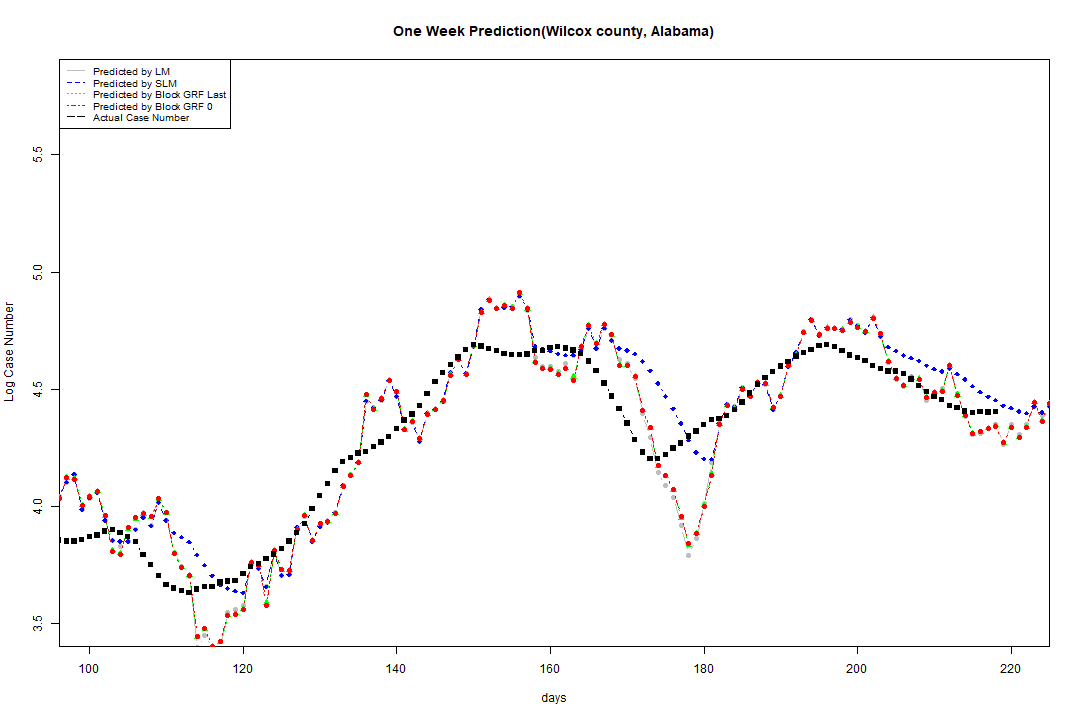 One Week Prediction(Wilcox county, Alabama)
Predicted by LM
Predicted by SLM
Predicted by Block GRF Last
Predicted by Block GRF 0
Actual Case Number
Log Case Number
5.5
5.0
4.5
4.0
3.5
100 120 140 160 180 200 220
days